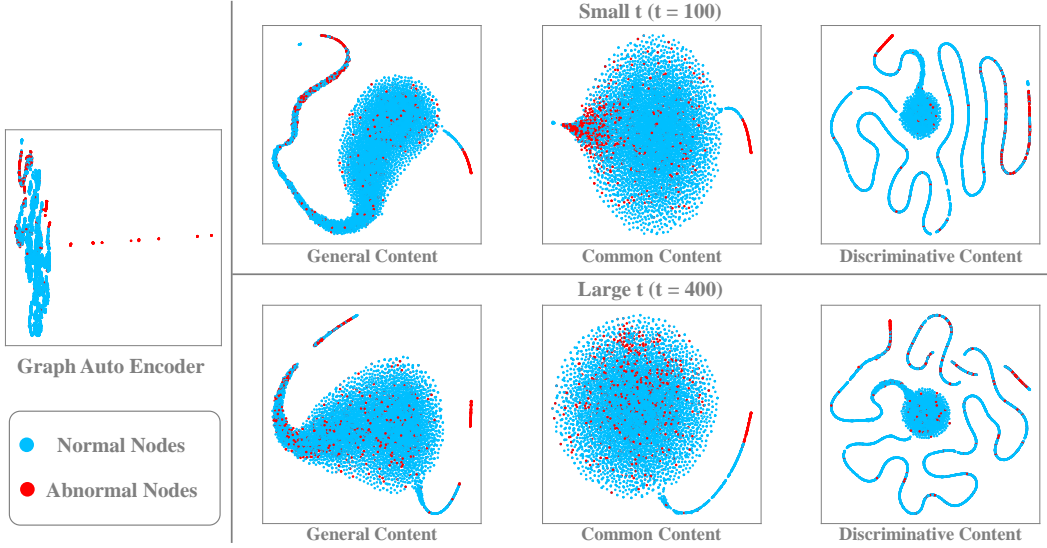 Small t (t = 100)
General Content
Common Content
Discriminative Content
Graph Auto Encoder
Normal Nodes
Abnormal Nodes
Large t (t = 400)
General Content
Common Content
Discriminative Content